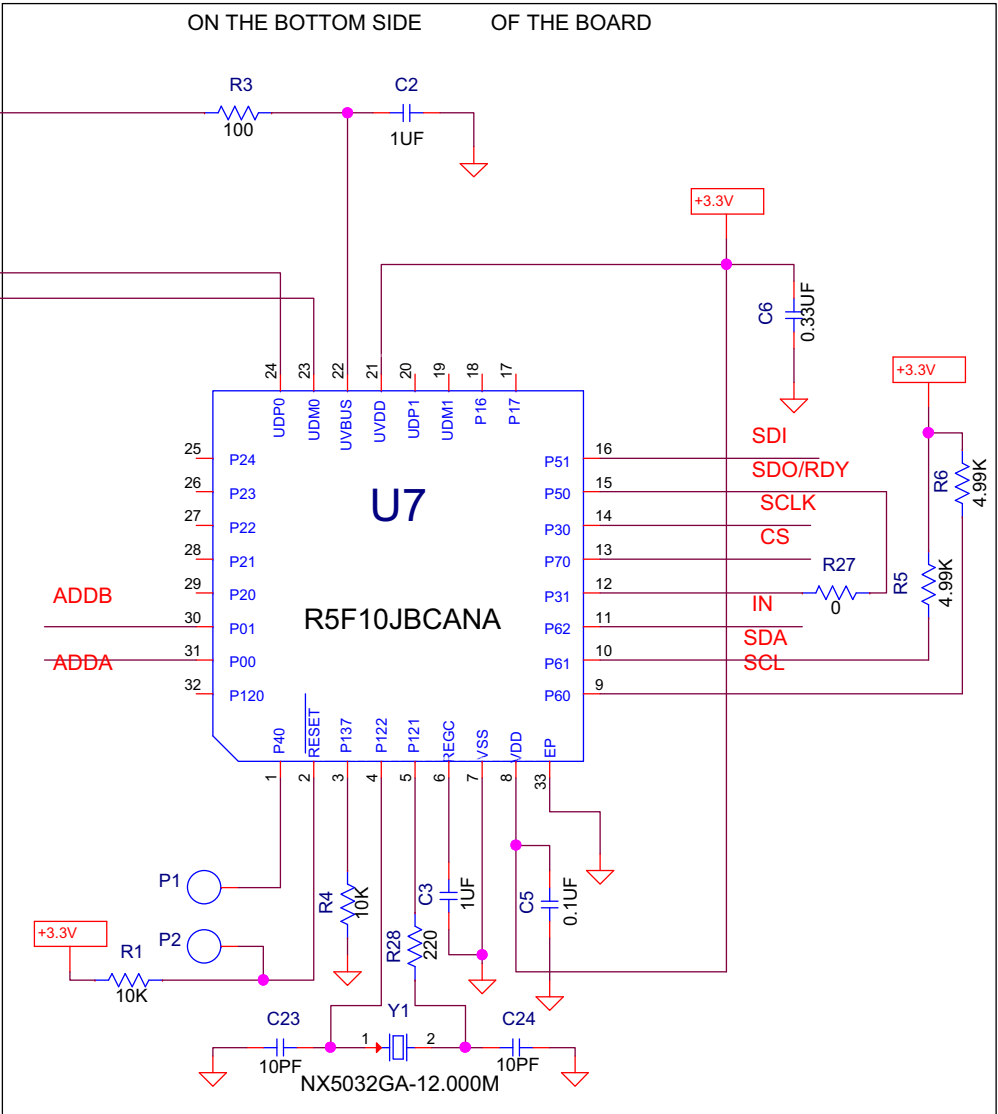 ON THE BOTTOM SIDE OF THE BOARD
R3
100
C2
1UF
+3.3V
C6
0.33UF
+3.3V
24 23 22 21 20 19 18 17
UDP0 UDM0 UVBUS UVDD UDP1 UDM1 P16 P17
25 P24
26 P23
27 P22
28 P21
29 P20
ADDB
30 P01
ADDA
31 P00
32 P120
U7
R5F10JBCANA
SDI
P51 16
SDO/RDY
P50 15
SCLK
P30 14
CS
P70 13
P31 12
R27
0
IN
P62 11
SDA
P61 10
SCL
P60 9
R6
4.99K
R5
4.99K
P40 RESET P137 P122 P121 REGC VSS VDD EP
1 2 3 4 5 6 7 8 33
P1
P2
+3.3V
R1
10K
R4
10K
R28
220
C3
1UF
C5
0.1UF
C23
10PF
Y1
1 2
C24
10PF
NX5032GA-12.000M